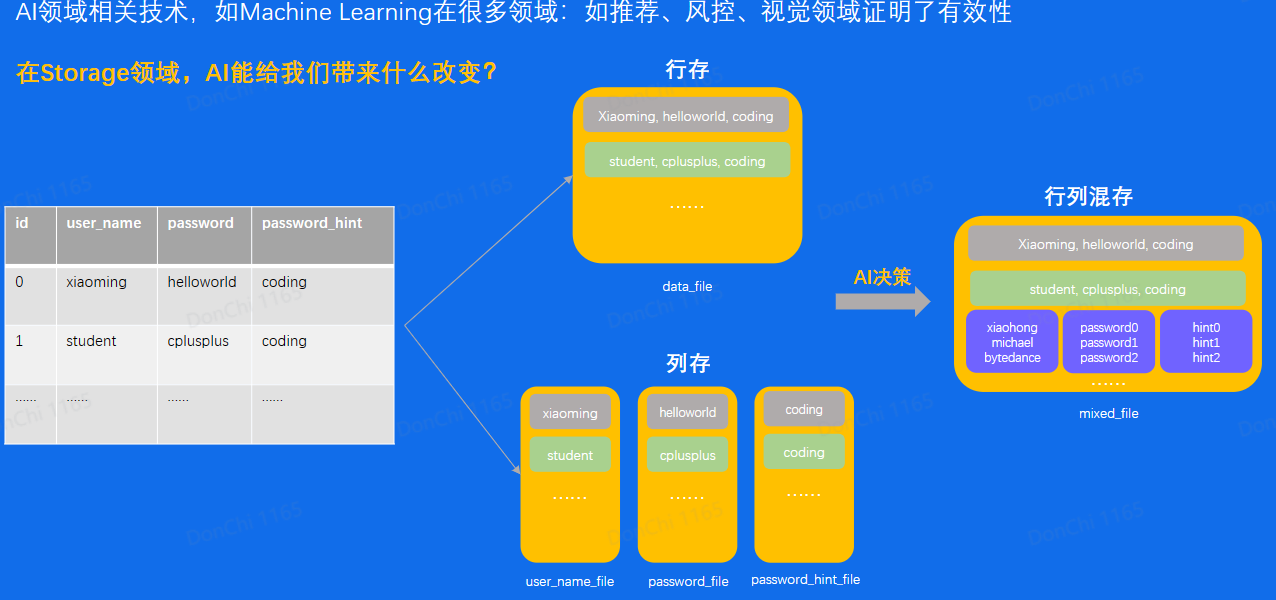 AI领域相关技术，如Machine Learning在很多领域：如推荐、风控、视觉领域证明了有效性
在Storage领域，AI能给我们带来什么改变？
id user_name password password_hint
0 xiaoming helloworld coding
1 student cplusplus coding
...... ...... ...... ......
行存
Xiaoming, helloworld, coding
student, cplusplus, coding
......
data_file
列存
xiaoming helloworld coding
student cplusplus coding
...... ...... ......
user_name_file password_file password_hint_file
AI决策
行列混存
Xiaoming, helloworld, coding
student, cplusplus, coding
xiaohong password0 hint0
michael password1 hint1
bytedance password2 hint2
......
mixed_file
DonChi 1165